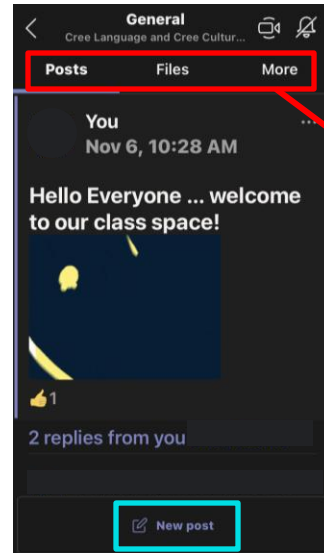 General
Cree Language and Cree Cultur...
Posts Files More
You
...
Nov 6, 10:28 AM
Hello Everyone ... welcome
to our class space!
👍1
2 replies from you
New post